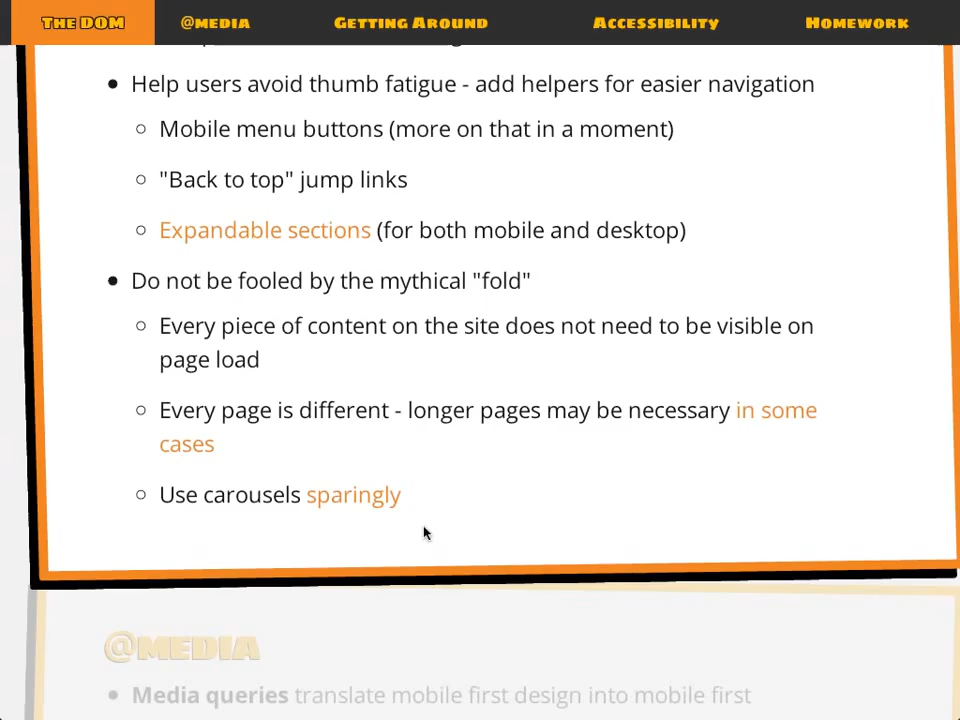 The DOM @media Getting Around Accessibility Homework
Help users avoid thumb fatigue - add helpers for easier navigation
Mobile menu buttons (more on that in a moment)
"Back to top" jump links
Expandable sections (for both mobile and desktop)
Do not be fooled by the mythical "fold"
Every piece of content on the site does not need to be visible on
page load
Every page is different - longer pages may be necessary in some
cases
Use carousels sparingly
@media
Media queries translate mobile first design into mobile first